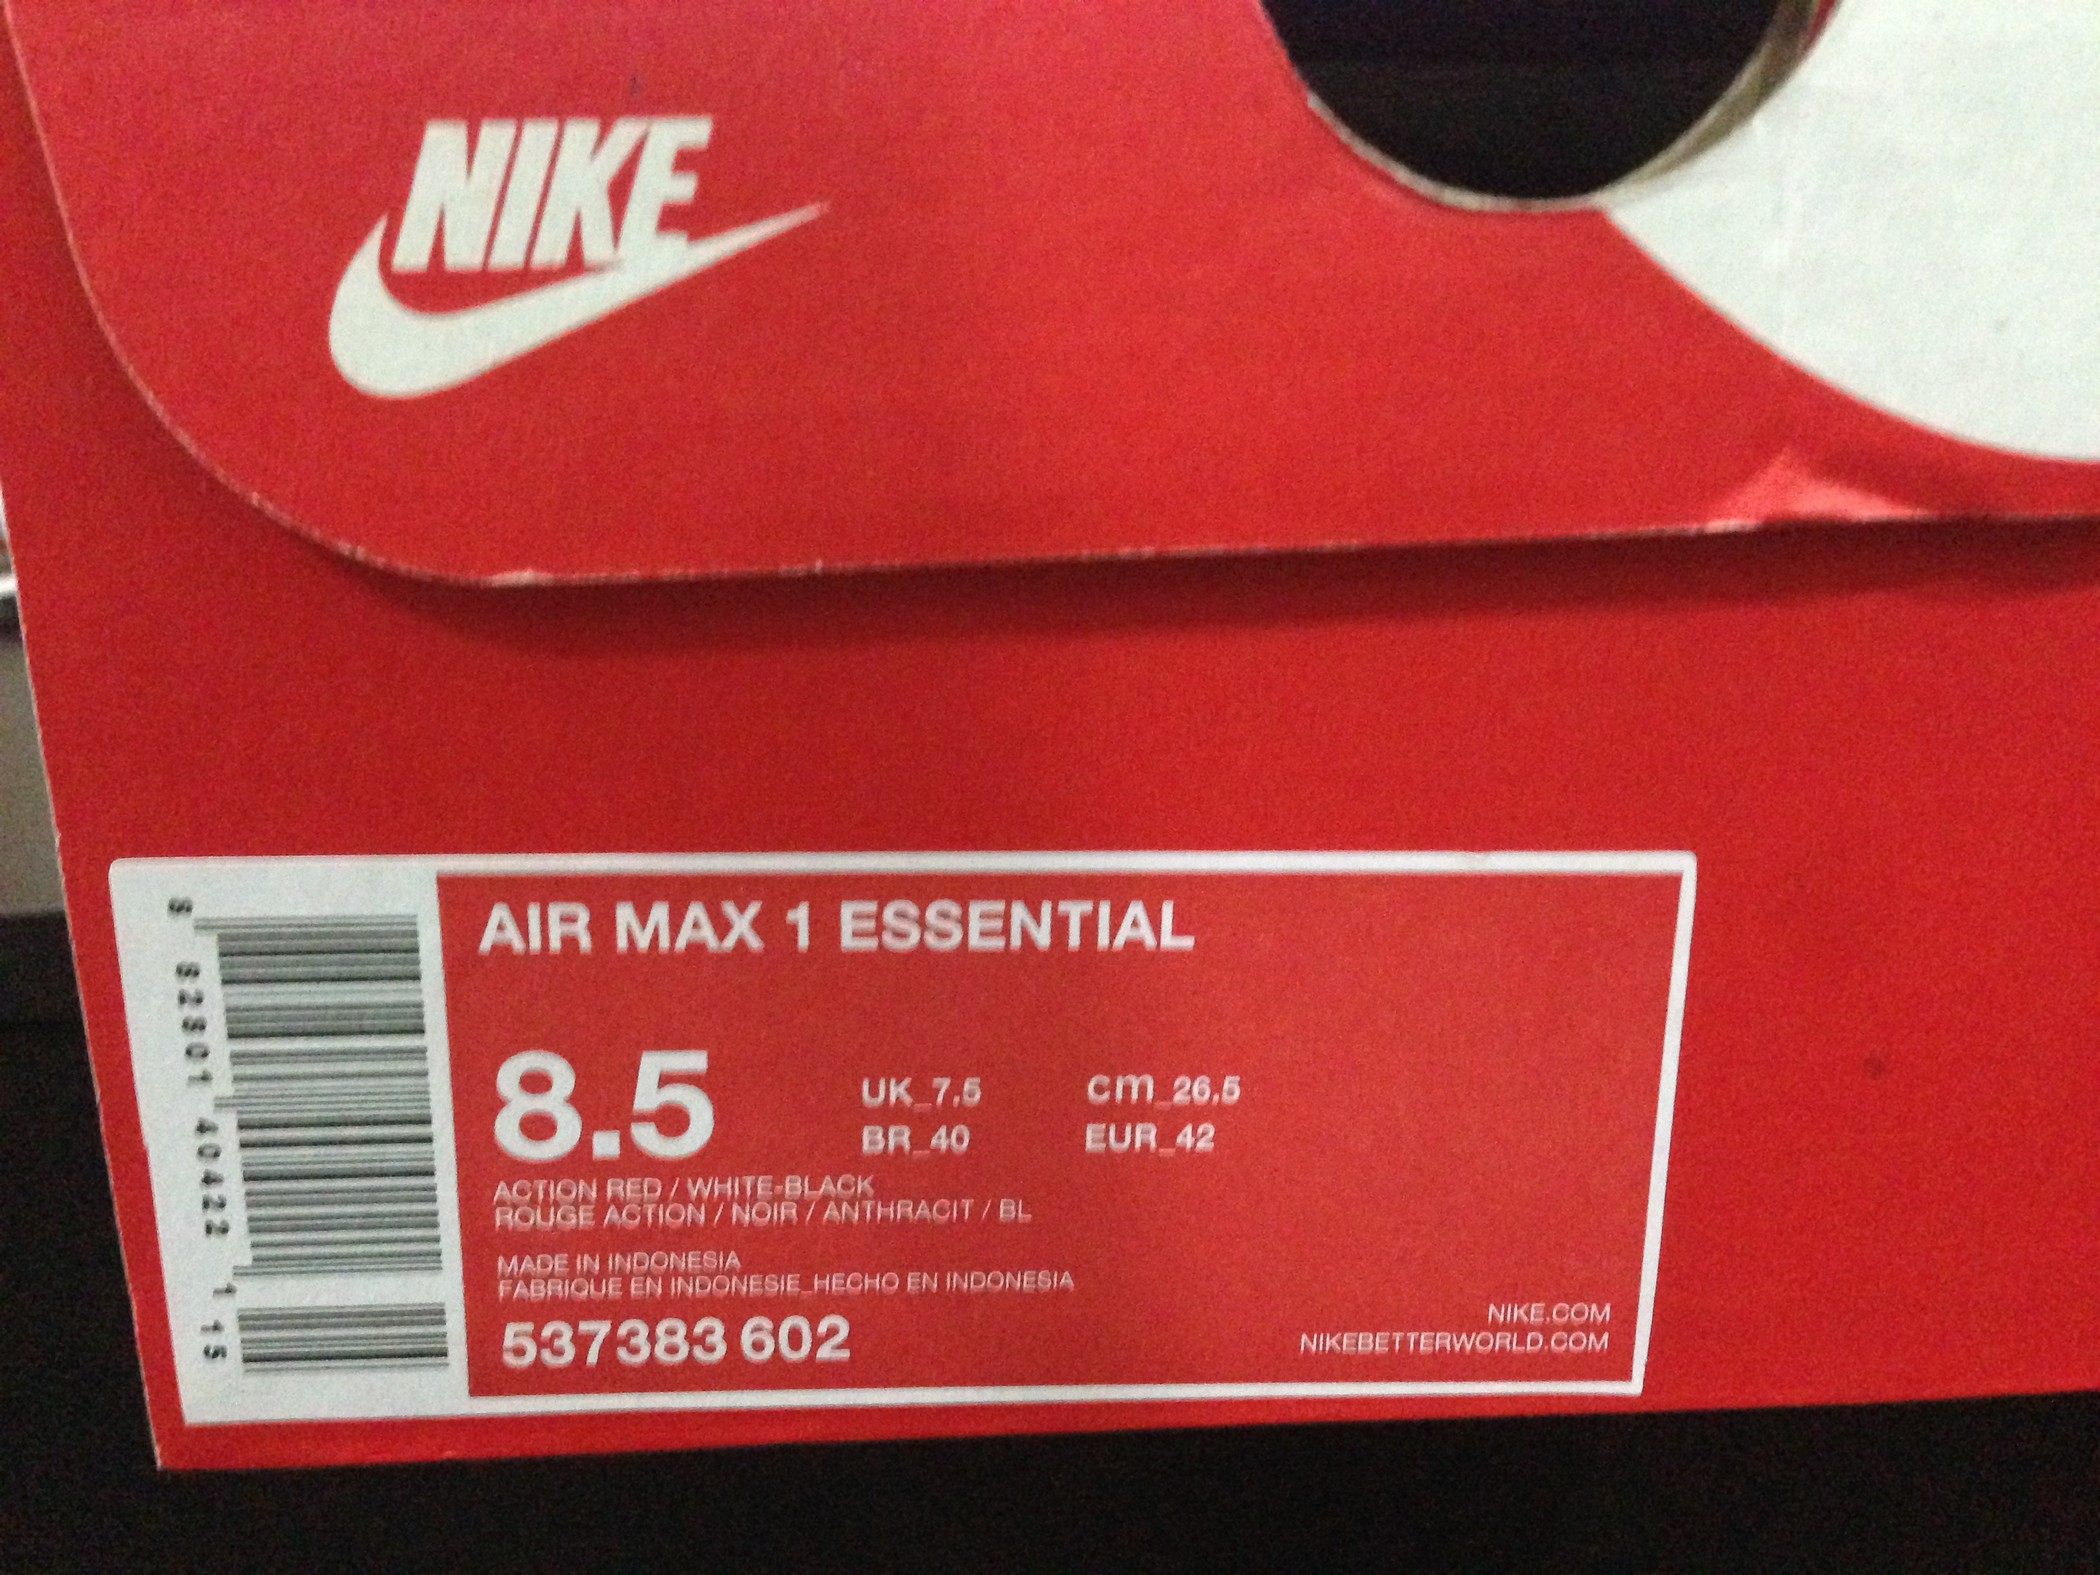 NIKE
AIR MAX 1 ESSENTIAL
8.5
UK_7.5 cm_26.5
BR_40 EUR_42
ACTION RED / WHITE-BLACK
ROUGE ACTION / NOIR / ANTHRACIT / BL
MADE IN INDONESIA
FABRIQUE EN INDONESIE_HECHO EN INDONESIA
537383 602
NIKE.COM
NIKEBETTERWORLD.COM
40422 1 15